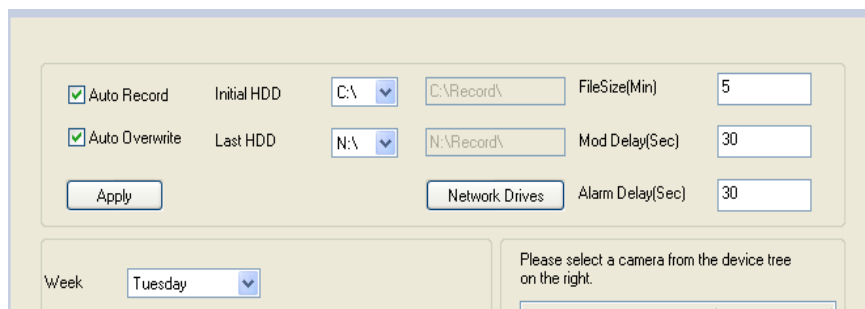 Auto Record Initial HDD C:\ C:\Record\ FileSize(Min) 5
Auto Overwrite Last HDD N:\ N:\Record\ Mod Delay(Sec) 30
Apply Network Drives Alarm Delay(Sec) 30
Week Tuesday
Please select a camera from the device tree
on the right.